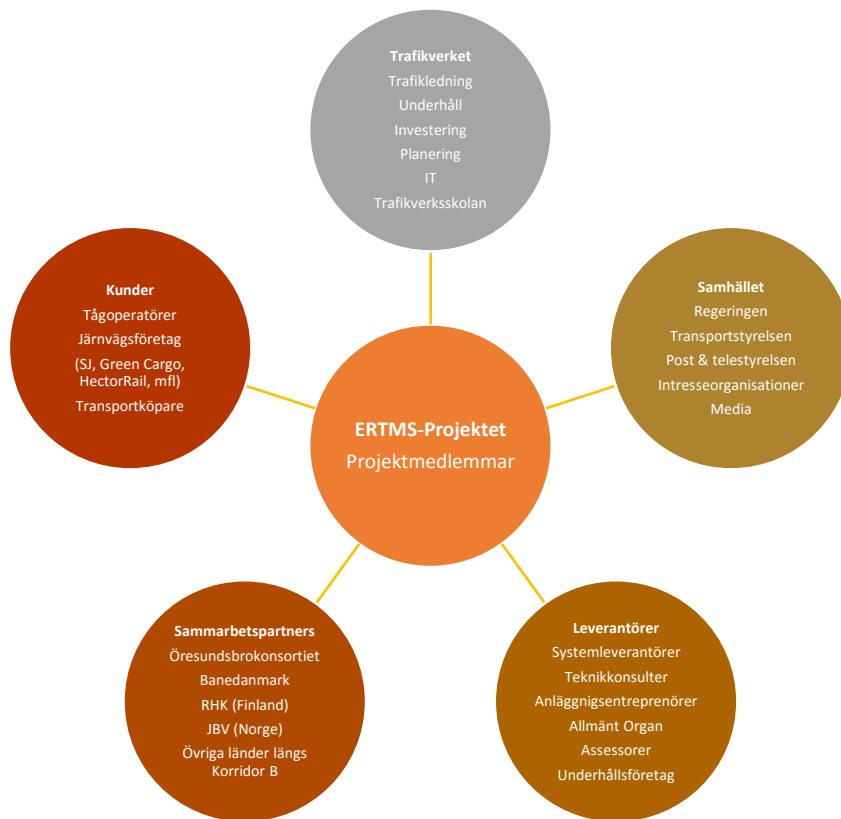 Trafikverket
Trafikledning
Underhåll
Investering
Planering
IT
Trafikverksskolan
Kunder
Tågoperatörer
Järnvägsföretag
(SJ, Green Cargo,
HectorRail, mfl)
Transportköpare
Samhället
Regeringen
Transportstyrelsen
Post & telestyrelsen
Intresseorganisationer
Media
ERTMS-Projektet
Projektmedlemmar
Sammarbetspartners
Öresundsbrokonsortiet
Banedanmark
RHK (Finland)
JBV (Norge)
Övriga länder längs
Korridor B
Leverantörer
Systemleverantörer
Teknikkonsulter
Anläggnigsentreprenörer
Allmänt Organ
Assessorer
Underhållsföretag